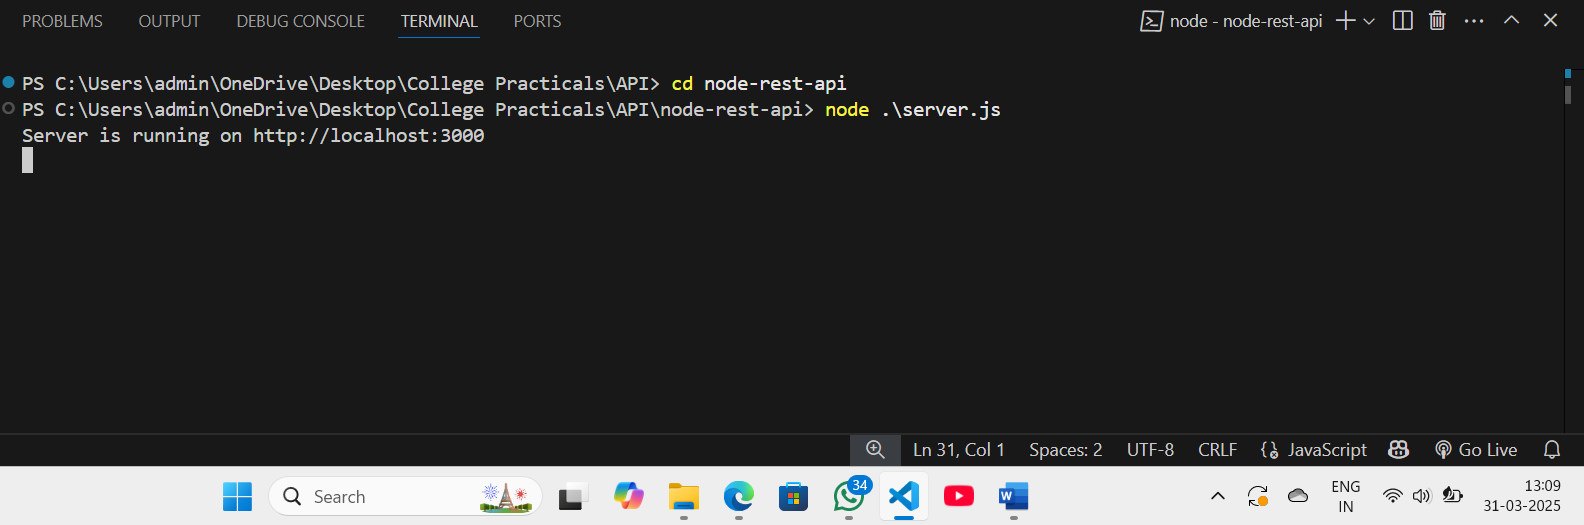 PROBLEMS OUTPUT DEBUG CONSOLE TERMINAL PORTS node - node-rest-api
PS C:\Users\admin\OneDrive\Desktop\College Practicals\API> cd node-rest-api
PS C:\Users\admin\OneDrive\Desktop\College Practicals\API\node-rest-api> node .\server.js
Server is running on http://localhost:3000
Ln 31, Col 1 Spaces: 2 UTF-8 CRLF JavaScript Go Live
Search 34 W ENG IN 13:09
31-03-2025